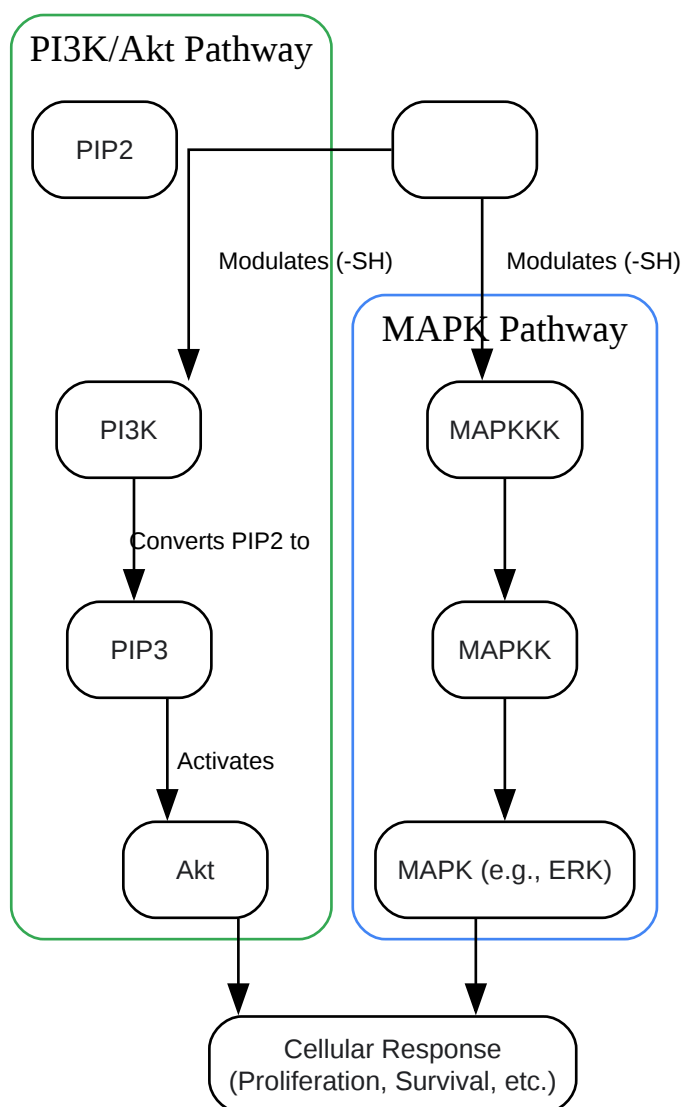 PI3K/Akt Pathway
PIP2
Modulates (-SH)
Modulates (-SH)
MAPK Pathway
PI3K
MAPKKK
Converts PIP2 to
PIP3
MAPKK
Activates
Akt
MAPK (e.g., ERK)
Cellular Response
(Proliferation, Survival, etc.)